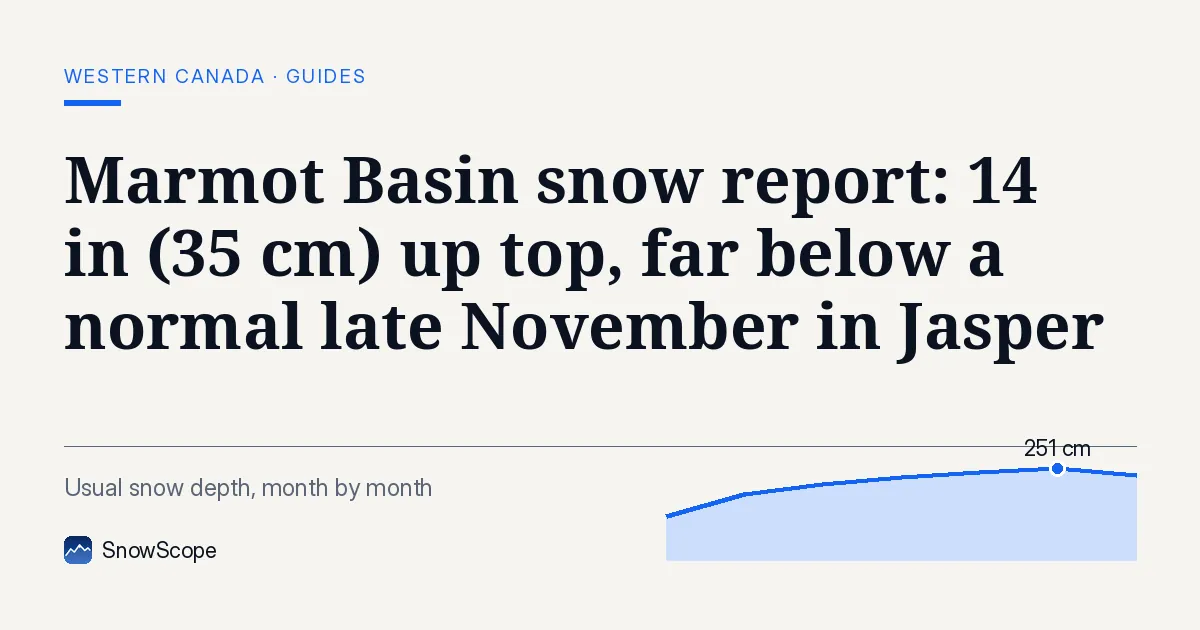 WESTERN CANADA · GUIDES
Marmot Basin snow report: 14
in (35 cm) up top, far below a
normal late November in Jasper
251 cm
Usual snow depth, month by month
SnowScope